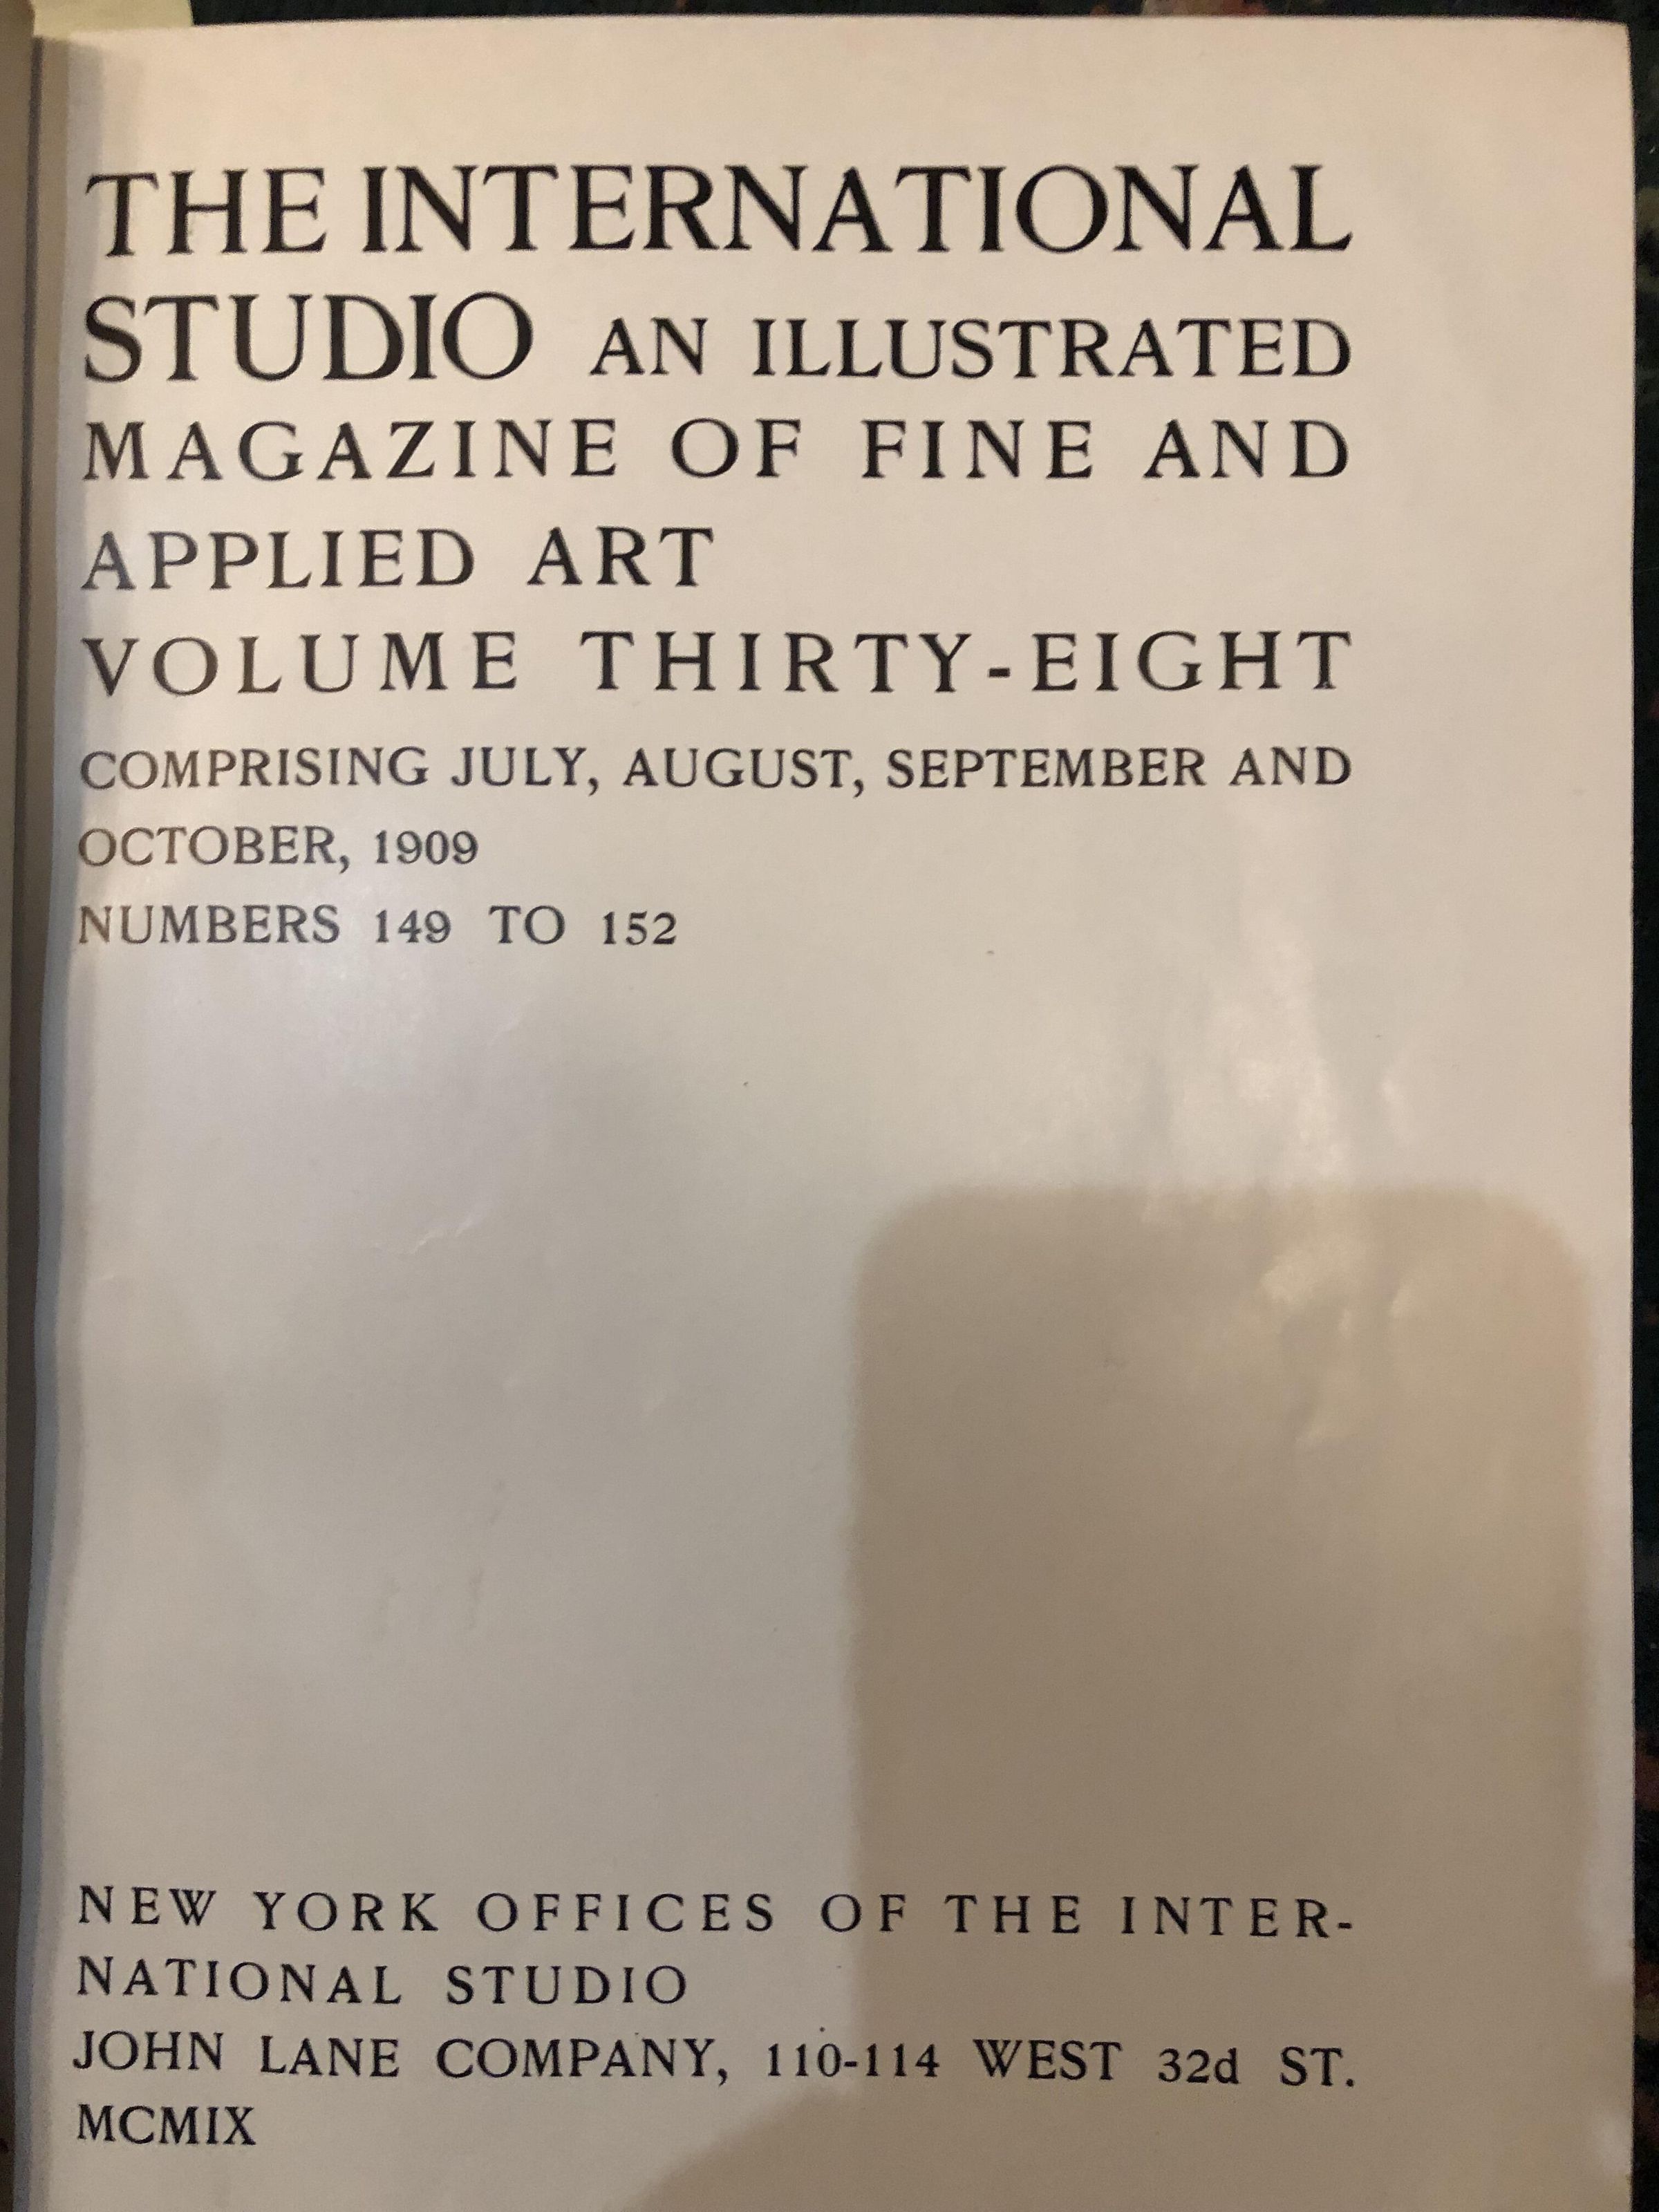 THE INTERNATIONAL
STUDIO AN ILLUSTRATED
MAGAZINE OF FINE AND
APPLIED ART
VOLUME THIRTY-EIGHT
COMPRISING JULY, AUGUST, SEPTEMBER AND
OCTOBER, 1909
NUMBERS 149 TO 152
NEW YORK OFFICES OF THE INTER-
NATIONAL STUDIO
JOHN LANE COMPANY, 110-114 WEST 32d ST.
MCMIX